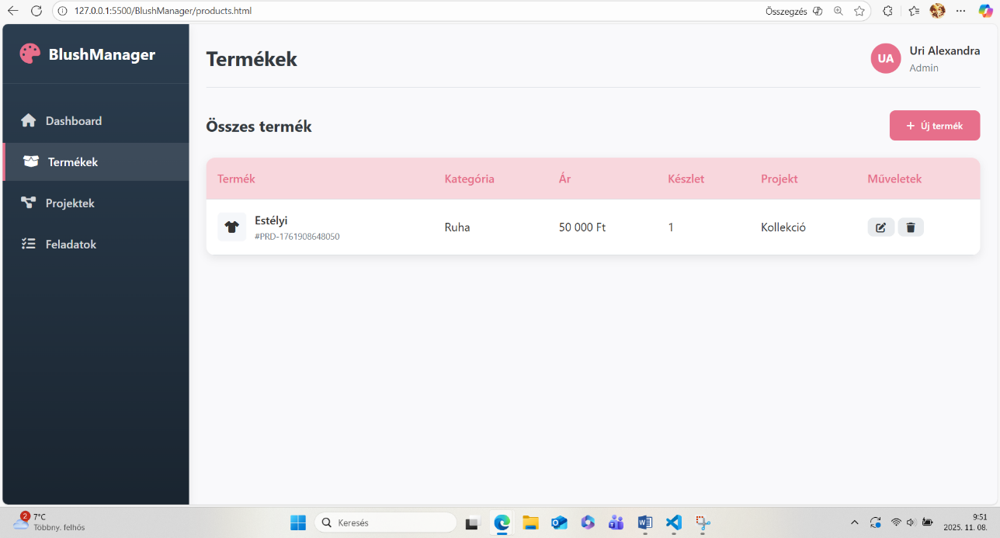 127.0.0.1:5500/BlushManager/products.html
Összegzés
BlushManager
Dashboard
Termékek
Projektek
Feladatok
Termékek
UA
Uri Alexandra
Admin
Összes termék
+ Új termék
Termék Kategória Ár Készlet Projekt Műveletek
Estélyi
#PRD-1761908648050
Ruha 50 000 Ft 1 Kollekció
2
7°C
Többny. felhős
Keresés
9:51
2025. 11. 08.